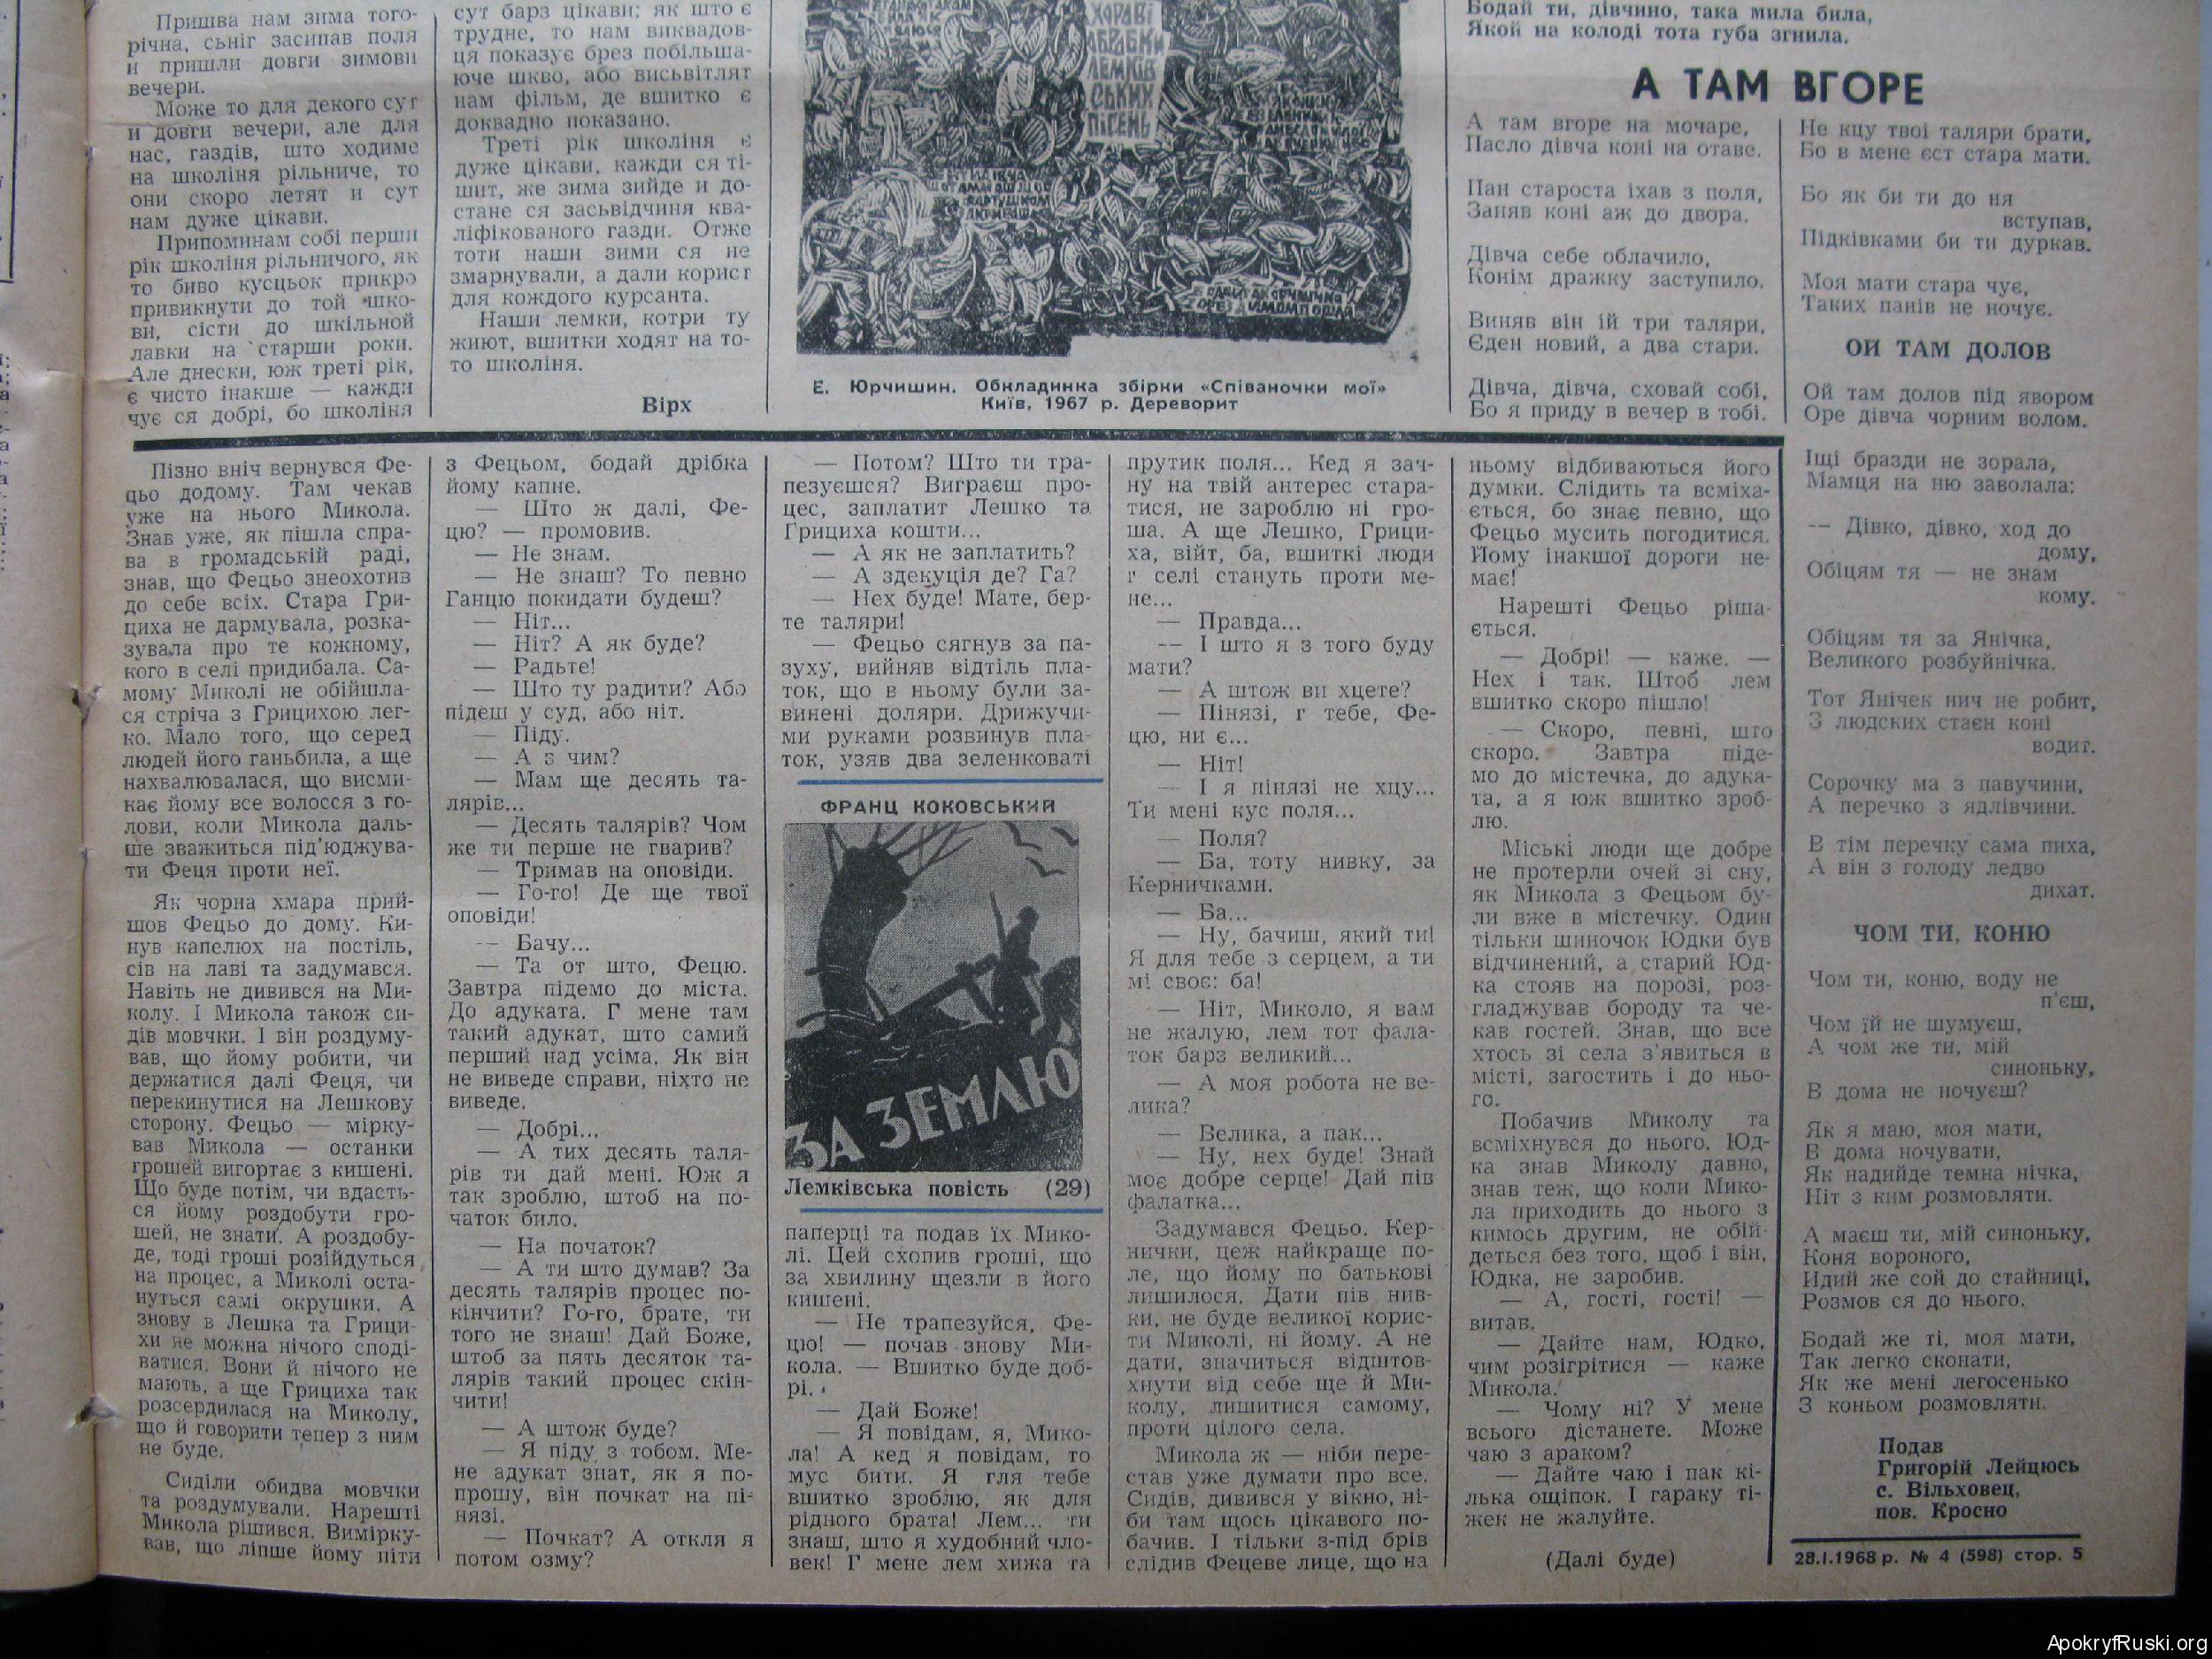 Пришва нам зима того-
річна, сьніг засипав поля
и пришли довги зимови
вечери.
Може то для декого сут
и довги вечери, але для
нас, газдів, што ходиме
на школіня рільниче, то
они скоро летят и сут
нам дуже цікави.
Припоминам собі перши
рік школіня рільничого, як
то биво кусцьок прикро
привикнути до той шко-
ви, сісти до шкільной
лавки на старши роки.
Але днески, юж треті рік,
є чисто інакше — кажди
чує ся добрі, бо школіня
сут барз цікави; як што є
трудне, то нам викладов-
ця показує брез побільша-
юче шкво, або висьвітлят
нам фільм, де вшитко є
доквадно показано.
Треті рік школіня є
дуже цікави, кажди ся ті-
шит, же зима зийде и до-
стане ся засьвідчиня ква-
ліфікованого газди. Отже
тоти наши зими ся не
змарнували, а дали корист
для кождого курсанта.
Наши лемки, котри ту
жиют, вшитки ходят на то-
то школіня.
Вірх
ХОРОВІ
ОБРОБКИ
ЛЕМКІВ
СЬКИХ
ПІСЕНЬ
Е. Юрчишин. Обкладинка збірки «Співаночки мої»
Київ, 1967 р. Дереворит
Бодай ти, дівчино, така мила била,
Якой на колоді тота губа згнила.
А ТАМ ВГОРЕ
А там вгоре на мочаре,
Пасло дівча коні на отаве.
Пан староста їхав з поля,
Заняв коні аж до двора.
Дівча себе облачило,
Конім дражку заступило.
Виняв він їй три таляри,
Єден новий, а два стари.
Дівча, дівча, сховай собі,
Бо я приду в вечер в тобі.
Не кцу твої таляри брати,
Бо в мене єст стара мати.
Бо як би ти до ня
вступав,
Підківками би ти дуркав.
Моя мати стара чує,
Таких панів не ночує.
ОЙ ТАМ ДОЛОВ
Ой там долов під явором
Оре дівча чорним волом.
Іщі бразди не зорала,
Мамця на ню заволала:
-- Дівко, дівко, ход до
дому,
Обіцям тя — не знам
кому.
Обіцям тя за Янічка,
Великого розбуйнічка.
Тот Янічек нич не робит,
З людских стаєн коні
водит.
Сорочку ма з павучини,
А перечко з ядлівчини.
В тім перечку сама пиха,
А він з голоду ледво
дихат.
ЧОМ ТИ, КОНЮ
Чом ти, коню, воду не
п'єш,
Чом їй не шумуєш,
А чом же ти, мій
синоньку,
В дома не ночуєш?
Як я маю, моя мати,
В дома ночувати,
Як надийде темна нічка,
Ніт з ким розмовляти.
А маєш ти, мій синоньку,
Коня вороного,
Идий же сой до стайниці,
Розмов ся до нього.
Бодай же ті, моя мати,
Так легко сконати,
Як же мені легосенько
З коньом розмовляти.
Подав
Григорій Лейцюсь
с. Вільховец,
пов. Кросно
28.I.1968 р. № 4 (598) стор. 5
Пізно вніч вернувся Фе-
цьо додому. Там чекав
уже на нього Микола.
Знав уже, як пішла спра-
ва в громадській раді,
знав, що Фецьо знеохотив
до себе всіх. Стара Гри-
циха не дармувала, розка-
зувала про те кожному,
кого в селі придибала. Са-
мому Миколі не обійшла-
ся стріча з Грицихою лег-
ко. Мало того, що серед
людей його ганьбила, а ще
нахвалювалася, що висми-
кає йому все волосся з го-
лови, коли Микола даль-
ше зважиться під'юджува-
ти Феця проти неї.
Як чорна хмара прий-
шов Фецьо до дому. Ки-
нув капелюх на постіль,
сів на лаві та задумався.
Навіть не дивився на Ми-
колу. І Микола також си-
дів мовчки. І він роздуму-
вав, що йому робити, чи
держатися далі Феця, чи
перекинутися на Лешкову
сторону. Фецьо — мірку-
вав Микола — останки
грошей вигортає з кишені.
Що буде потім, чи вдасть-
ся йому роздобути гро-
шей, не знати. А роздобу-
де, тоді гроші розійдуться
на процес, а Миколі оста-
нуться самі окрушки. А
знову в Лешка та Грици-
хи не можна нічого споді-
ватися. Вони й нічого не
мають, а ще Грициха так
розсердилася на Миколу,
що й говорити тепер з ним
не буде.
Сиділи обидва мовчки
та роздумували. Нарешті
Микола рішився. Вимірку-
вав, що ліпше йому піти
з Фецьом, бодай дрібка
йому капне.
— Што ж далі, Фе-
цю? — промовив.
— Не знам.
— Не знаш? То певно
Ганцю покидати будеш?
— Ніт...
— Ніт? А як буде?
— Радьте!
— Што ту радити? Або
підеш у суд, або ніт.
— Піду.
— А з чим?
— Мам ще десять та-
лярів...
— Десять талярів? Чом
же ти перше не гварив?
— Тримав на оповіди.
— Го-го! Де ще твої
оповіди!
-- Бачу...
— Та от што, Фецю.
Завтра підемо до міста.
До адуката. Г мене там
такий адукат, што самий
перший над усіма. Як він
не виведе справи, ніхто не
виведе.
— Добрі...
— А тих десять таля-
рів ти дай мені. Юж я
так зроблю, штоб на по-
чаток било.
— На початок?
— А ти што думав? За
десять талярів процес по-
кінчити? Го-го, брате, ти
того не знаш! Дай Боже,
штоб за пять десяток та-
лярів такий процес скін-
чити!
— А штож буде?
— Я піду з тобом. Ме-
не адукат знат, як я по-
прошу, він почкат на пі-
нязі.
— Почкат? А откля я
потом озму?
— Потом? Што ти тра-
пезуєшся? Виграєш про-
цес, заплатит Лешко та
Грициха кошти...
— А як не заплатить?
— А здекуція де? Га?
— Нех буде! Мате, бер-
те таляри!
— Фецьо сягнув за па-
зуху, вийняв відтіль пла-
ток, що в ньому були за-
винені доляри. Дрижучи-
ми руками розвинув пла-
ток, узяв два зеленковаті
ФРАНЦ КОКОВСЬКИЙ
ЗА ЗЕМЛЮ
Лемківська повість (29)
паперці та подав їх Мико-
лі. Цей схопив гроші, що
за хвилину щезли в його
кишені.
— Не трапезуйся, Фе-
цю! — почав знову Ми-
кола. — Вшитко буде доб-
рі.
— Дай Боже!
— Я повідам, я, Мико-
ла! А кед я повідам, то
мус бити. Я гля тебе
вшитко зроблю, як для
рідного брата! Лем... ти
знаш, што я худобний чло-
век! Г мене лем хижа та
прутик поля... Кед я зач-
ну на твій антерес стара-
тися, не зароблю ні гро-
ша. А ще Лешко, Грици-
ха, війт, ба, вшиткі люди
г селі стануть проти ме-
не...
— Правда...
-- І што я з того буду
мати?
— А штож ви хцете?
— Пінязі, г тебе, Фе-
цю, ни є...
— Ніт!
— І я пінязі не хцу...
Ти мені кус поля...
— Поля?
— Ба, тоту нивку, за
Керничками.
— Ба...
— Ну, бачиш, який ти!
Я для тебе з серцем, а ти
мі своє: ба!
— Ніт, Миколо, я вам
не жалую, лем тот фала-
ток барз великий...
— А моя робота не ве-
лика?
— Велика, а пак...
— Ну, нех буде! Знай
моє добре серце! Дай пів
фалатка...
Задумався Фецьо. Кер-
нички, цеж найкраще по-
ле, що йому по батькові
лишилося. Дати пів нив-
ки, не буде великої корис-
ти Миколі, ні йому. А не
дати, значиться відштов-
хнути від себе ще й Ми-
колу, лишитися самому,
проти цілого села.
Микола ж — ніби пере-
став уже думати про все.
Сидів, дивився у вікно, ні-
би там щось цікавого по-
бачив. І тільки з-під брів
слідив Фецеве лице, що на
ньому відбиваються його
думки. Слідить та всміха-
ється, бо знає певно, що
Фецьо мусить погодитися.
Йому інакшої дороги не-
має!
Нарешті Фецьо ріша-
ється.
— Добрі! — каже. —
Нех і так. Штоб лем
вшитко скоро пішло!
— Скоро, певні, што
скоро. Завтра піде-
мо до містечка, до адука-
та, а я юж вшитко зроб-
лю.
Міські люди ще добре
не протерли очей зі сну,
як Микола з Фецьом бу-
ли вже в містечку. Один
тільки шиночок Юдки був
відчинений, а старий Юд-
ка стояв на порозі, роз-
гладжував бороду та че-
кав гостей. Знав, що все
хтось зі села з'явиться в
місті, загостить і до ньо-
го.
Побачив Миколу та
всміхнувся до нього. Юд-
ка знав Миколу давно,
знав теж, що коли Мико-
ла приходить до нього з
кимось другим, не обій-
деться без того, щоб і він,
Юдка, не заробив.
— А, гості, гості! —
витав.
— Дайте нам, Юдко,
чим розігрітися — каже
Микола.
— Чому ні? У мене
всього дістанете. Може
чаю з араком?
— Дайте чаю і пак кі-
лька ощіпок. І гараку ті-
жек не жалуйте.
(Далі буде)
ApokryfRuski.org